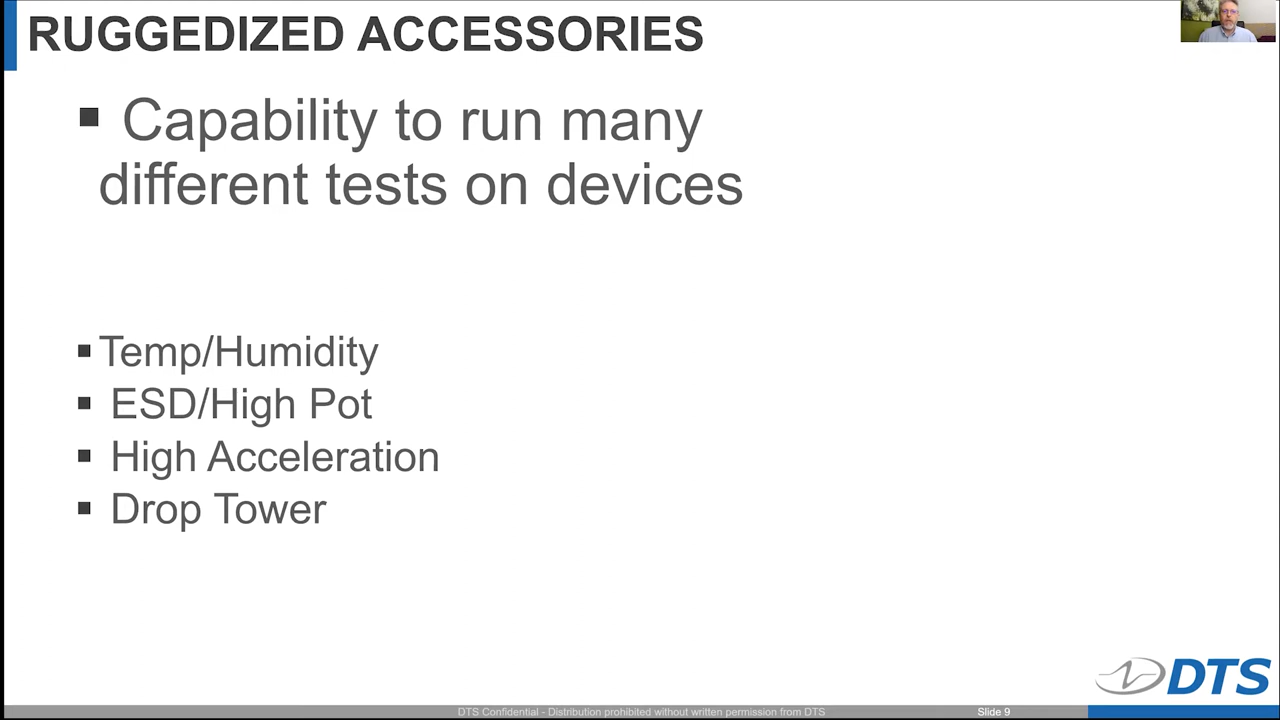 RUGGEDIZED ACCESSORIES
▪ Capability to run many
different tests on devices
▪ Temp/Humidity
▪ ESD/High Pot
▪ High Acceleration
▪ Drop Tower
DTS
DTS Confidential - Distribution prohibited without written permission from DTS
Slide 9